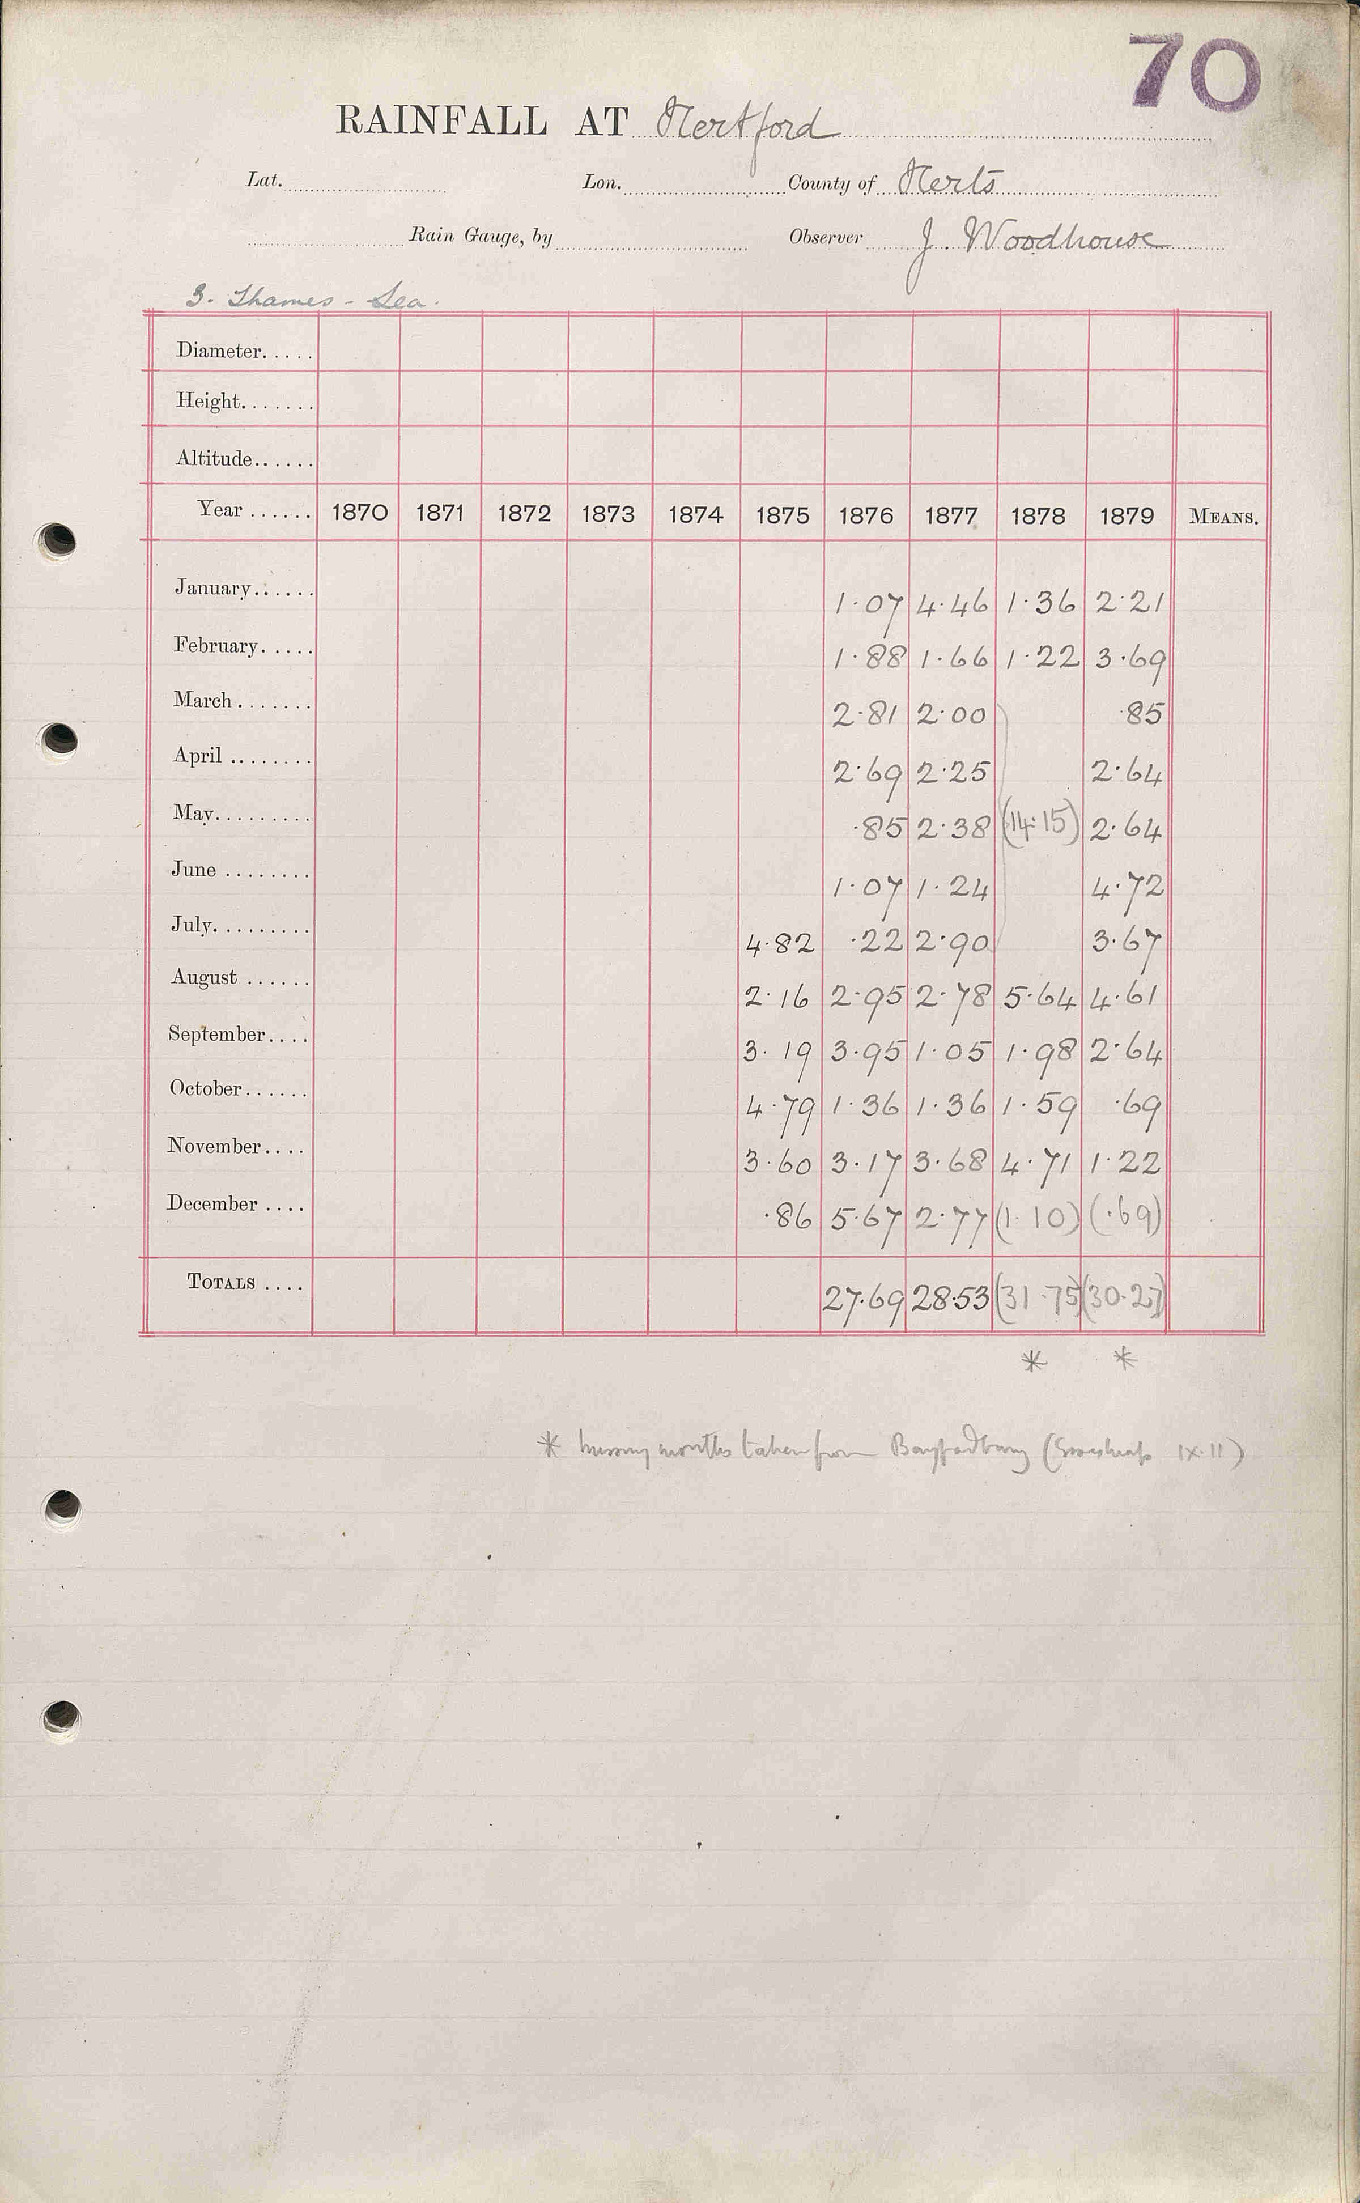 70
RAINFALL AT Hertford
Lat. Lon. County of Herts
Rain Gauge, by Observer J. Woodhouse
3. Thames - Lea.
Diameter.....
Height.......
Altitude......
Year ...... 1870 1871 1872 1873 1874 1875 1876 1877 1878 1879 MEANS.
January...... 1.07 4.46 1.36 2.21
February..... 1.88 1.66 1.22 3.69
March ....... 2.81 2.00 .85
April ........ 2.69 2.25 2.64
May......... .85 2.38 (14.15) 2.64
June ........ 1.07 1.24 4.72
July......... 4.82 .22 2.90 3.67
August ...... 2.16 2.95 2.78 5.64 4.61
September.... 3.19 3.95 1.05 1.98 2.64
October...... 4.79 1.36 1.36 1.59 .69
November.... 3.60 3.17 3.68 4.71 1.22
December .... .86 5.67 2.77 (1.10) (.69)
TOTALS .... 27.69 28.53 (31.75) (30.27)
* *
* missing months taken from Bayfordbury ( IX.11)